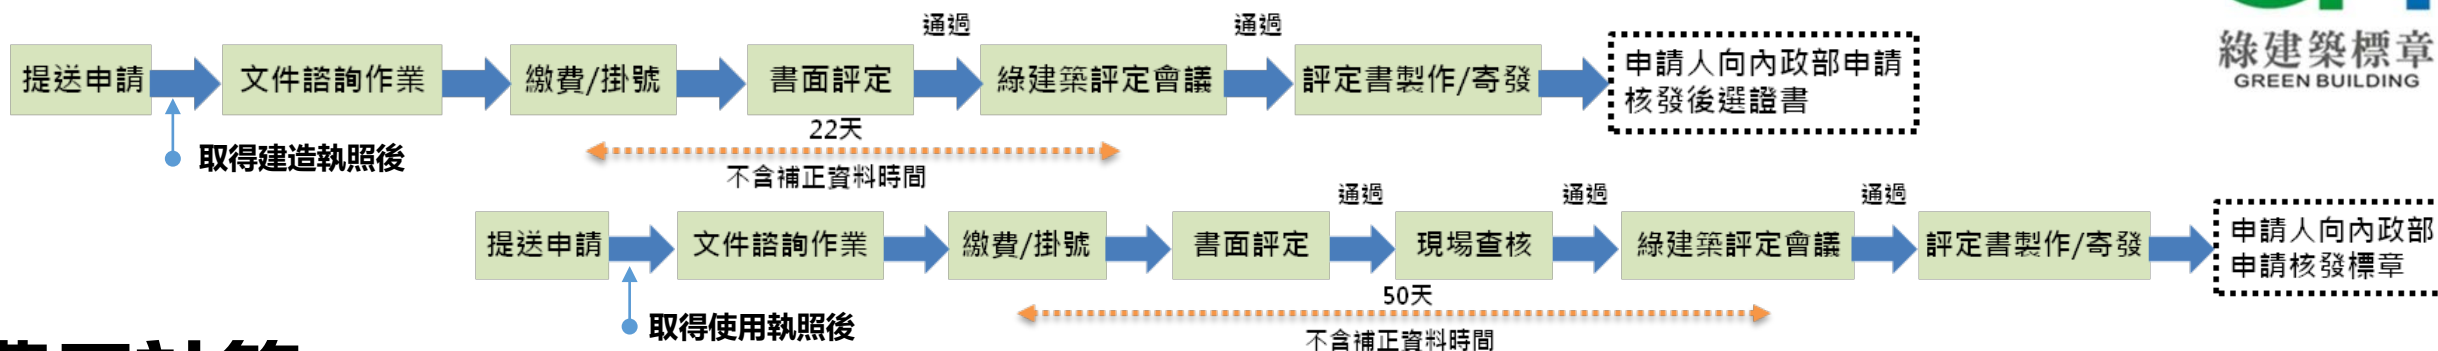 通過
通過
提送申請
文件諮詢作業
繳費/掛號
書面評定
綠建築評定會議
評定書製作/寄發
申請人向內政部申請
核發後選證書
綠建築標章
GREEN BUILDING
22天
取得建造執照後
不含補正資料時間
通過
通過
通過
提送申請
文件諮詢作業
繳費/掛號
書面評定
現場查核
綠建築評定會議
評定書製作/寄發
申請人向內政部
申請核發標章
50天
取得使用執照後
不含補正資料時間